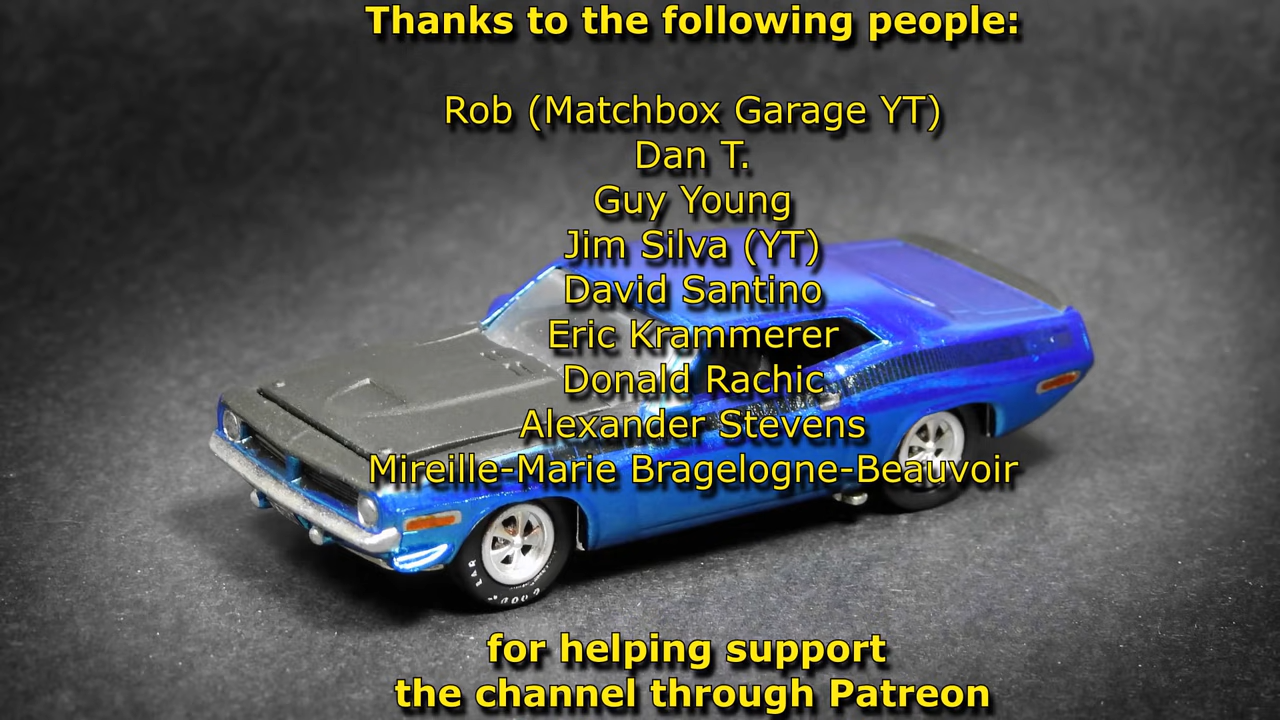 Thanks to the following people:
Rob (Matchbox Garage YT)
Dan T.
Guy Young
Jim Silva (YT)
David Santino
Eric Krammerer
Donald Rachic
Alexander Stevens
Mireille-Marie Bragelogne-Beauvoir
for helping support
the channel through Patreon